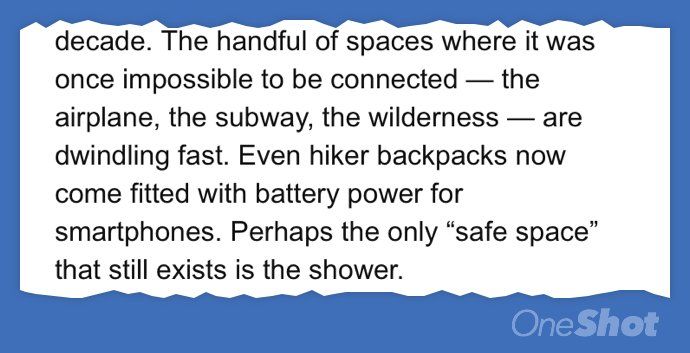 decade. The handful of spaces where it was
once impossible to be connected — the
airplane, the subway, the wilderness — are
dwindling fast. Even hiker backpacks now
come fitted with battery power for
smartphones. Perhaps the only “safe space”
that still exists is the shower.
OneShot